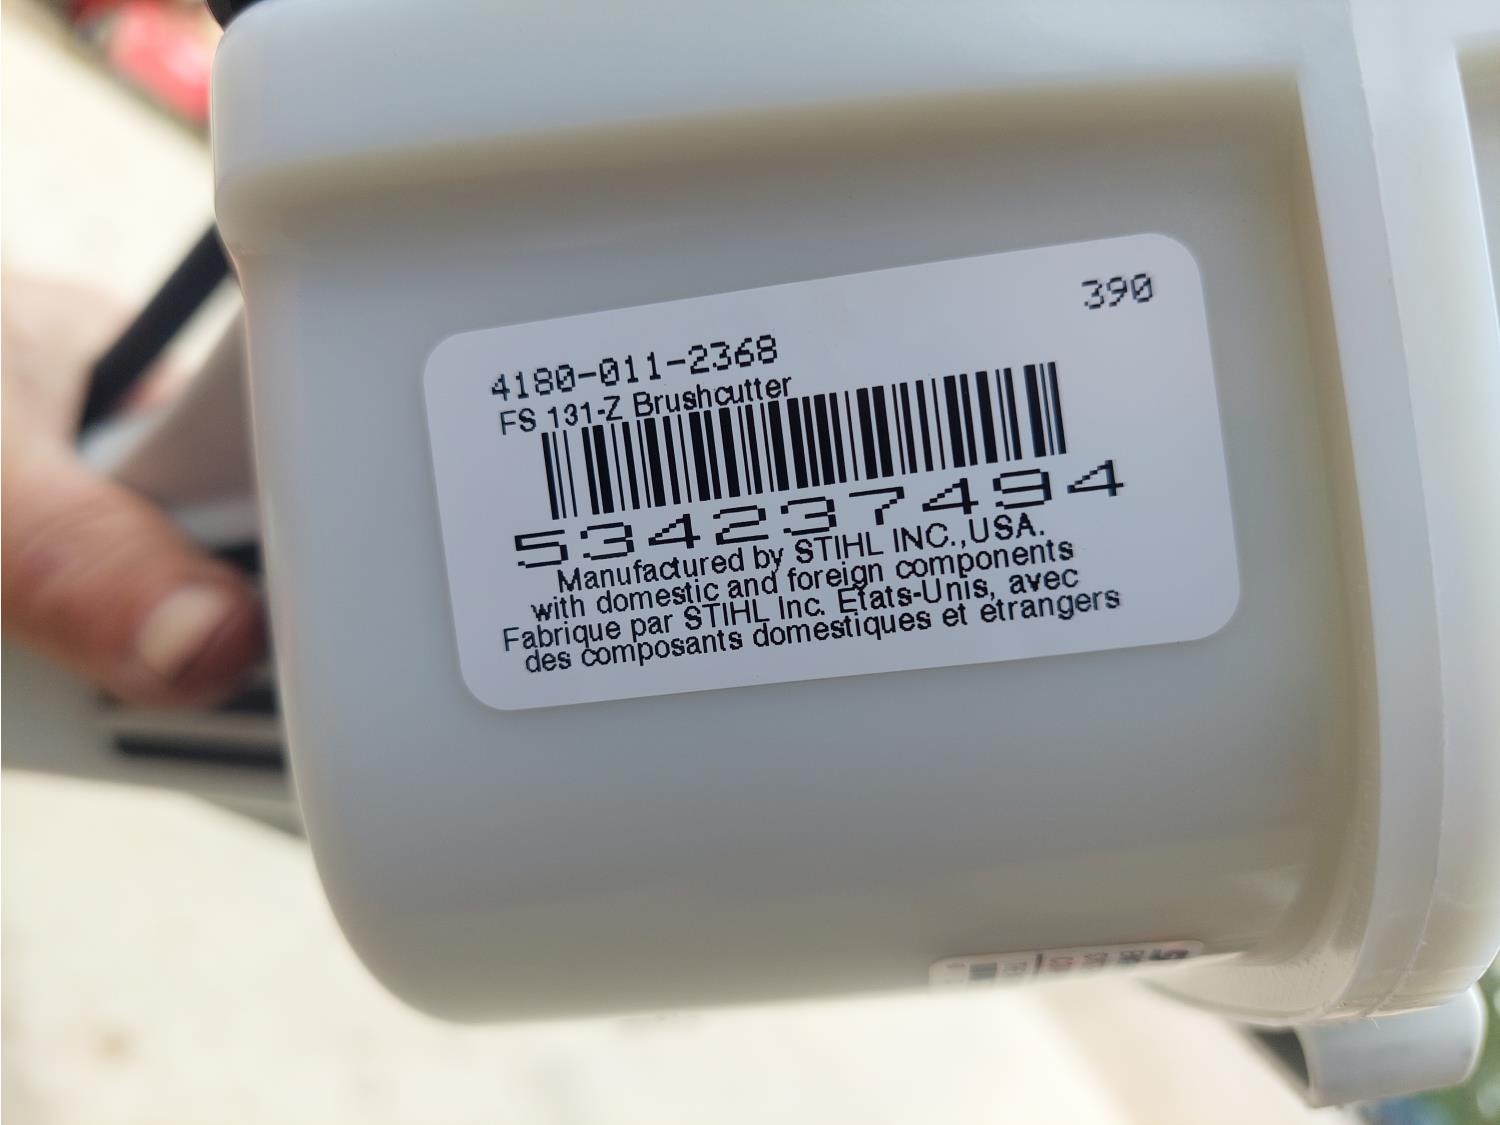 390
4180-011-2368
FS 131-Z Brushcutter
534237494
Manufactured by STIHL INC.,USA.
with domestic and foreign components
Fabrique par STIHL Inc. Etats-Unis, avec
des composants domestiques et etrangers